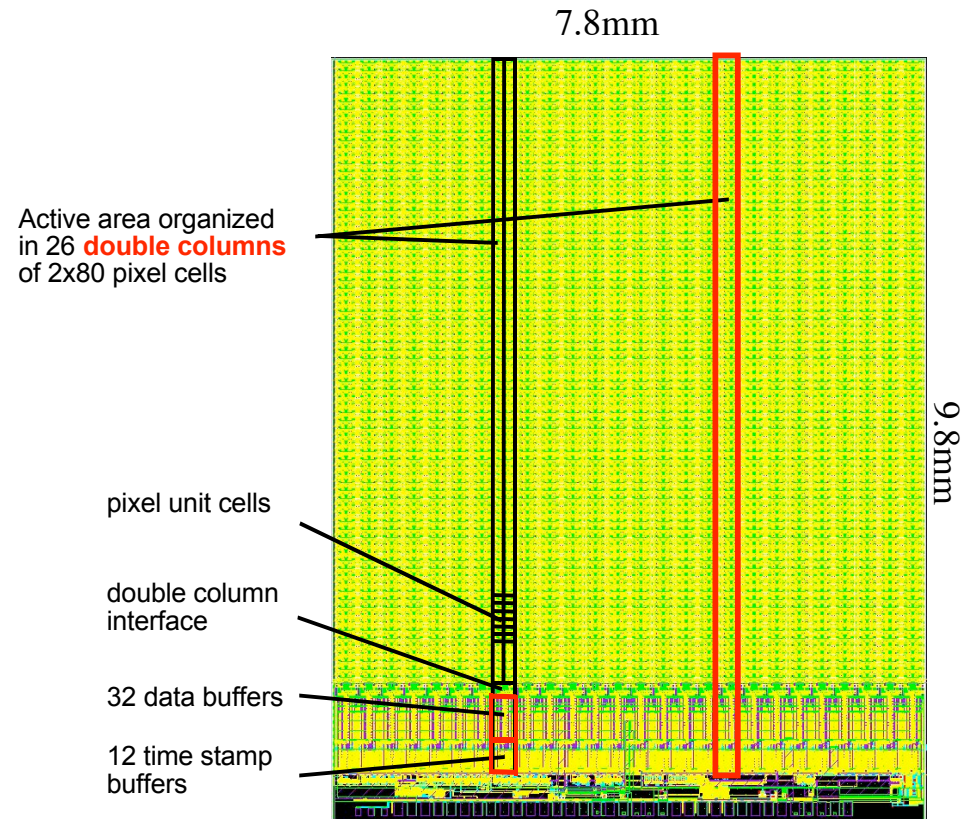 7.8mm
Active area organized
in 26 double columns
of 2x80 pixel cells
9.8mm
pixel unit cells
double column
interface
32 data buffers
12 time stamp
buffers